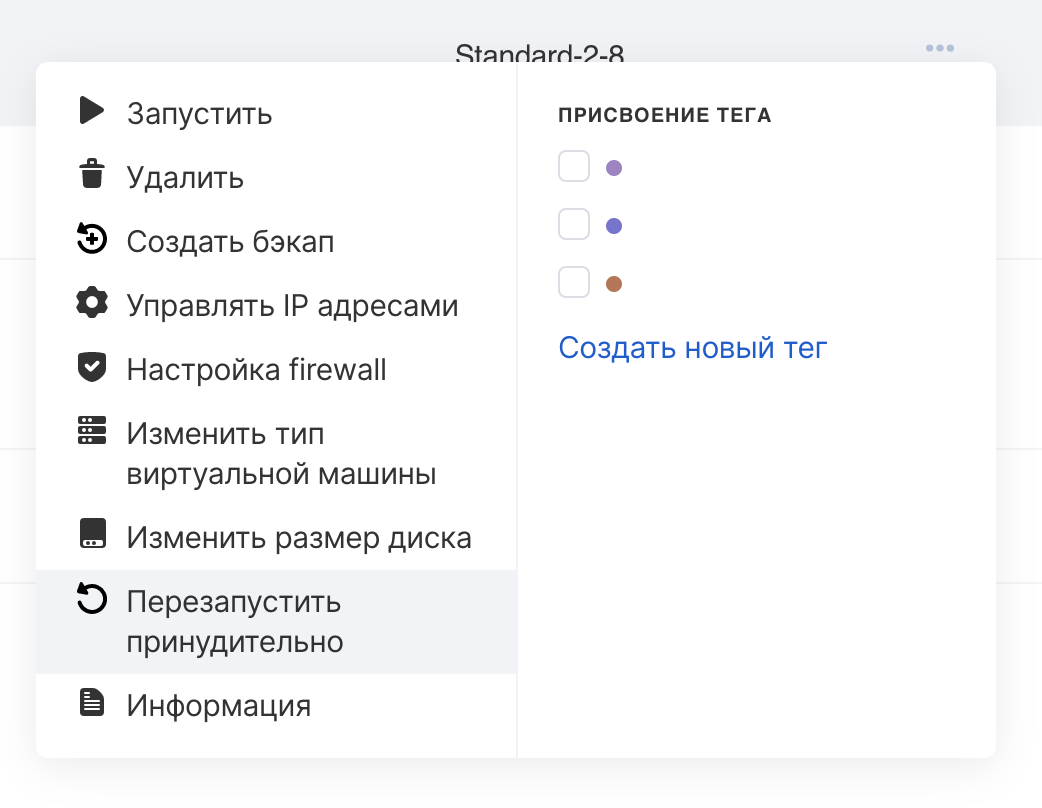 Standard-2-8
Запустить
Удалить
Создать бэкап
Управлять IP адресами
Настройка firewall
Изменить тип
виртуальной машины
Изменить размер диска
Перезапустить
принудительно
Информация
ПРИСВОЕНИЕ ТЕГА
Создать новый тег